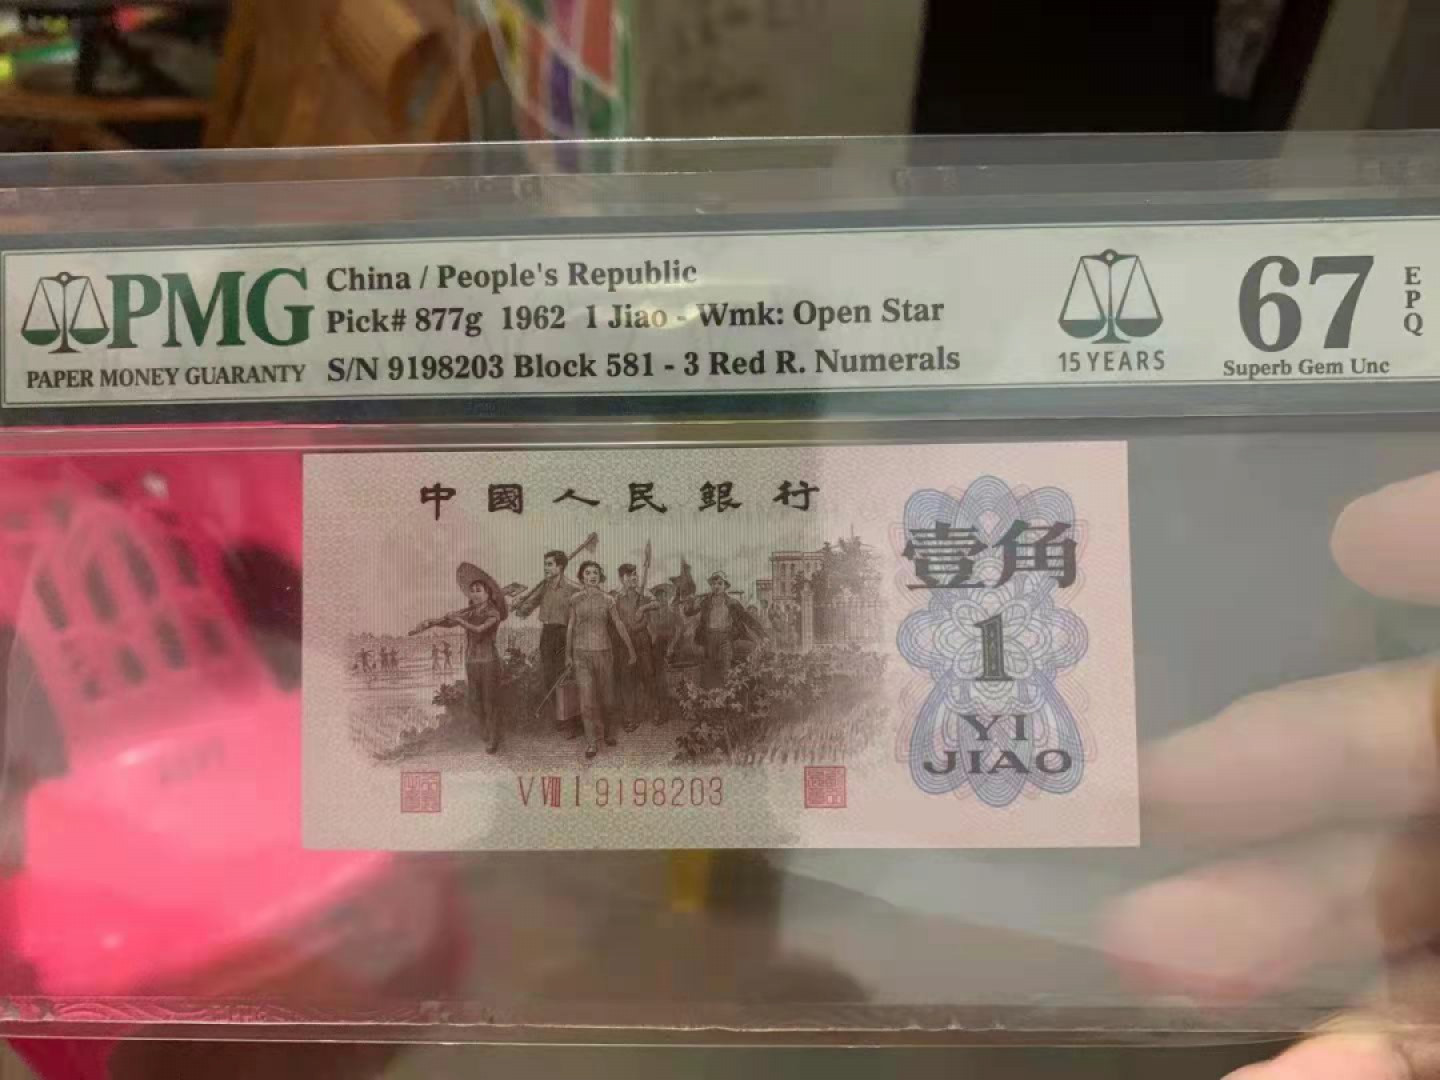 PMG
PAPER MONEY GUARANTY
China / People's Republic
Pick# 877g 1962 1 Jiao - Wmk: Open Star
S/N 9198203 Block 581 - 3 Red R. Numerals
15 YEARS
67
EPQ
Superb Gem Unc
中國人民銀行
壹角
1
YI
JIAO
V VIII I 9198203